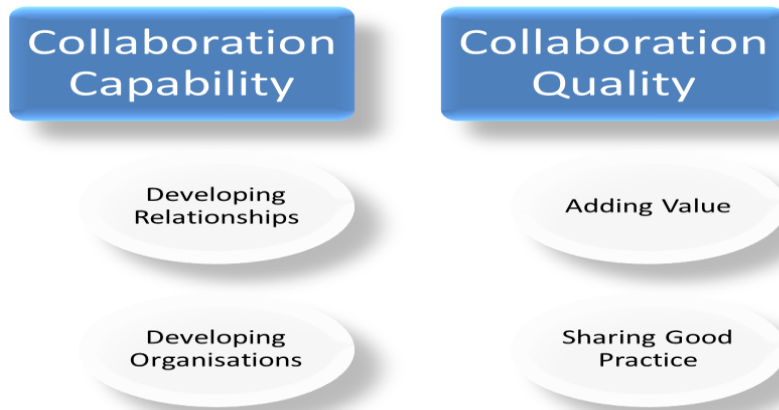 Collaboration
Capability
Developing
Relationships
Developing
Organisations
Collaboration
Quality
Adding Value
Sharing Good
Practice